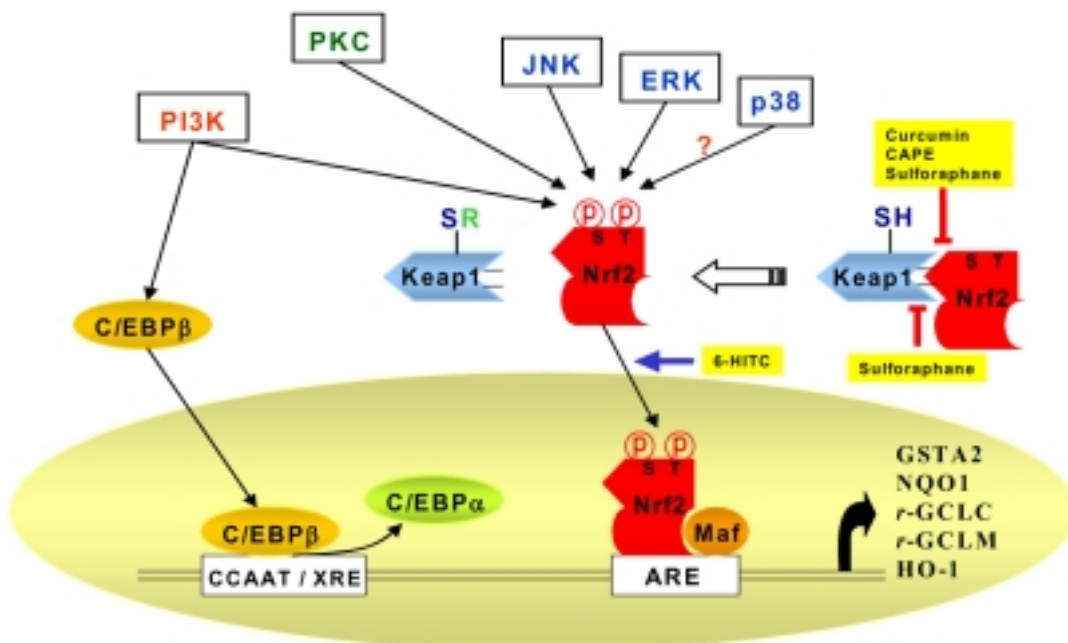 PKC
JNK
ERK
p38
PI3K
?
Curcumin
CAPE
Sulforaphane
SR
P P
S T
Nrf2
Keap1
SH
Keap1
S T
Nrf2
C/EBPβ
6-HITC
Sulforaphane
P P
S T
Nrf2
Maf
C/EBPα
C/EBPβ
CCAAT / XRE
ARE
GSTA2
NQO1
r-GCLC
r-GCLM
HO-1